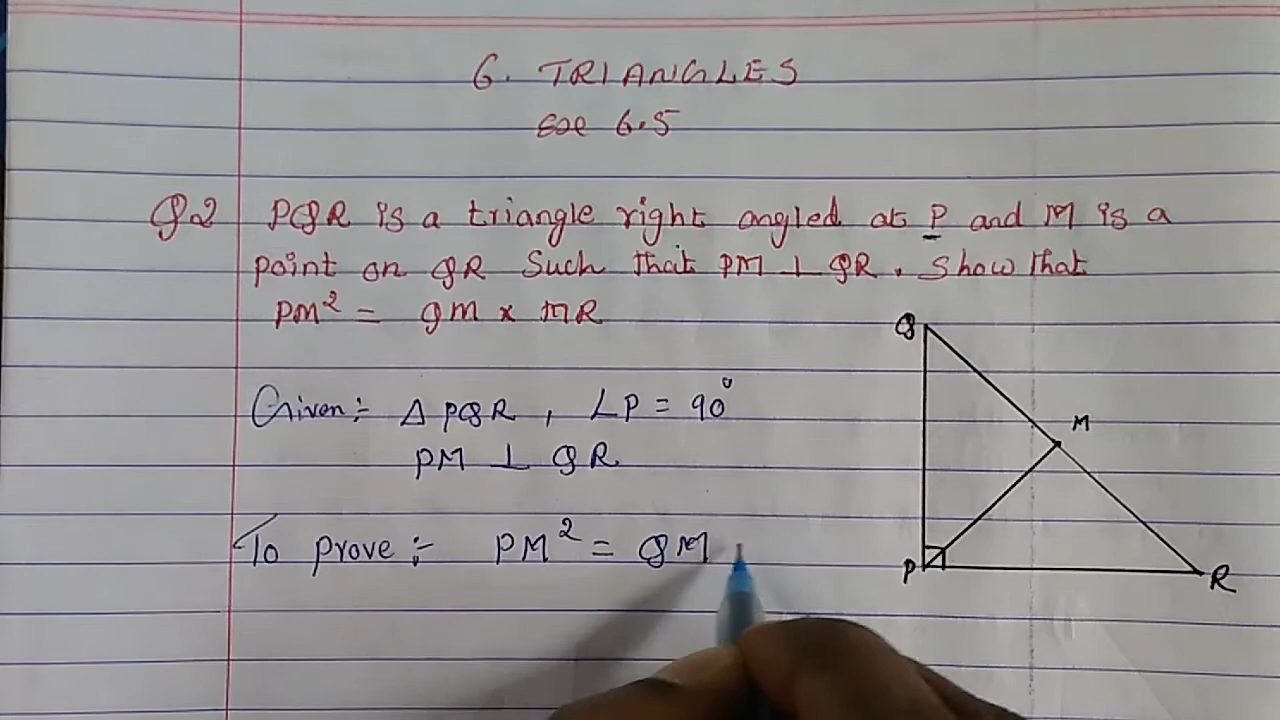 6. TRIANGLES
exe 6.5
Q2 PQR is a triangle right angled at P and M is a
point on QR Such that PM ⊥ QR. Show that
PM² = QM × MR
Given:- Δ PQR, ∠P = 90°
PM ⊥ QR
To prove:- PM² = QM
Q
M
P
R